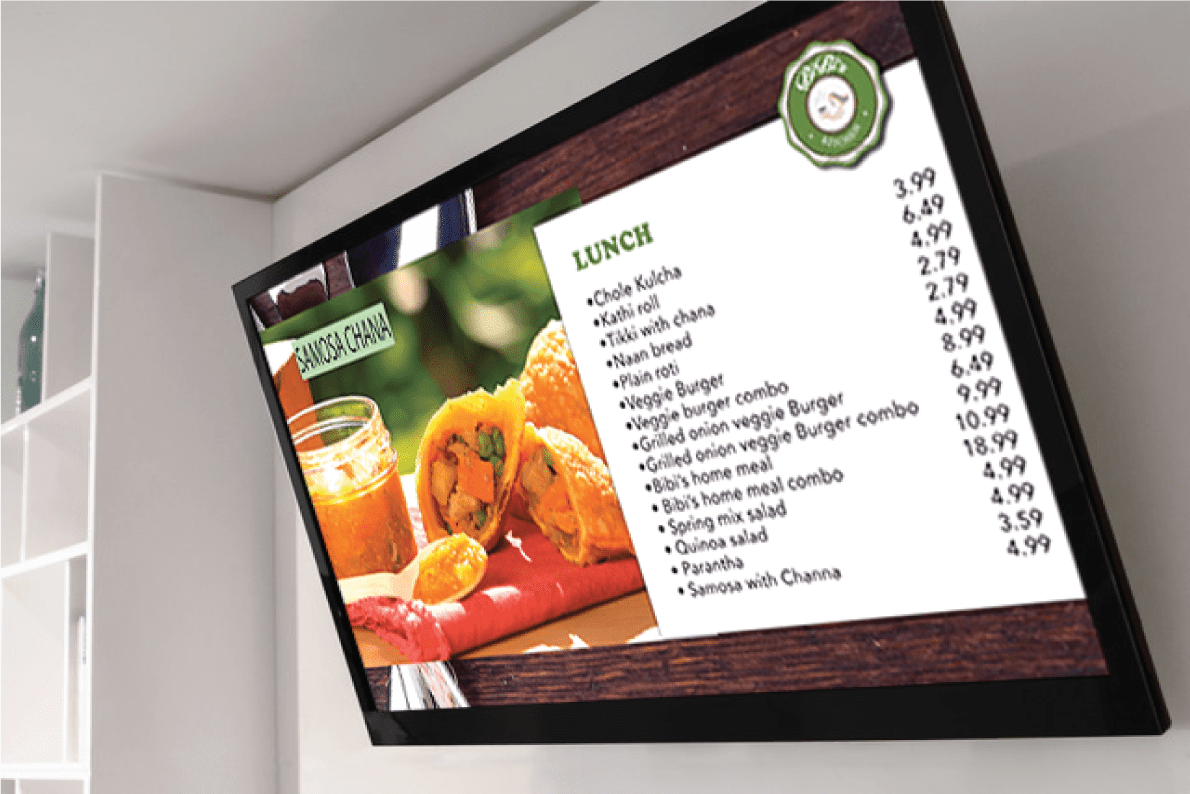 Bibi's
KITCHEN
SAMOSA CHANA
LUNCH
•Chole Kulcha 3.99
•Kathi roll 6.49
•Tikki with chana 4.99
•Naan bread 2.79
•Plain roti 2.79
•Veggie Burger 4.99
•Veggie burger combo 8.99
•Grilled onion veggie Burger 6.49
•Grilled onion veggie Burger combo 9.99
•Bibi's home meal 10.99
• Bibi's home meal combo 18.99
• Spring mix salad 4.99
• Quinoa salad 4.99
• Parantha 3.59
• Samosa with Channa 4.99